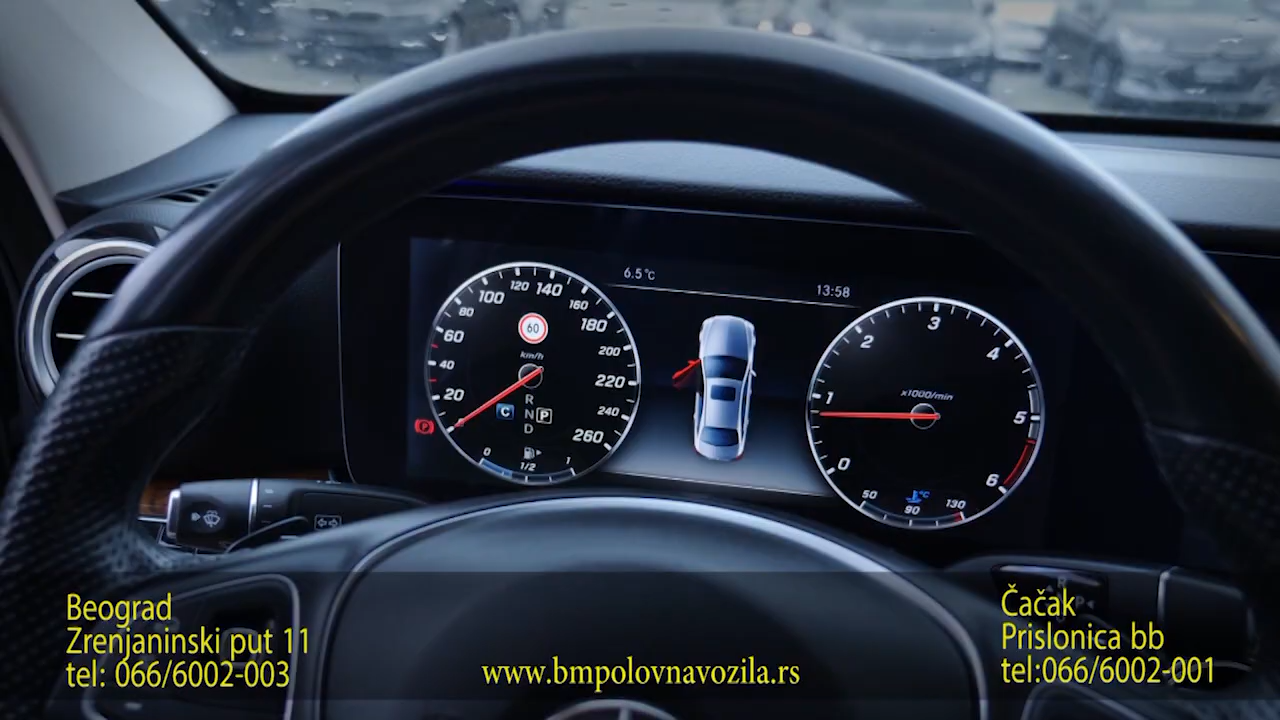 6.5°C
13:58
0 20 40 60 80 100 120 140 160 180 200 220 240 260
60
km/h
R
N
D
C
P
P
0 1/2 1
0 1 2 3 4 5 6
x1000/min
°C
50 90 130
R
P
Beograd
Zrenjaninski put 11
tel: 066/6002-003
www.bmpolovnavozila.rs
Čačak
Prislonica bb
tel:066/6002-001